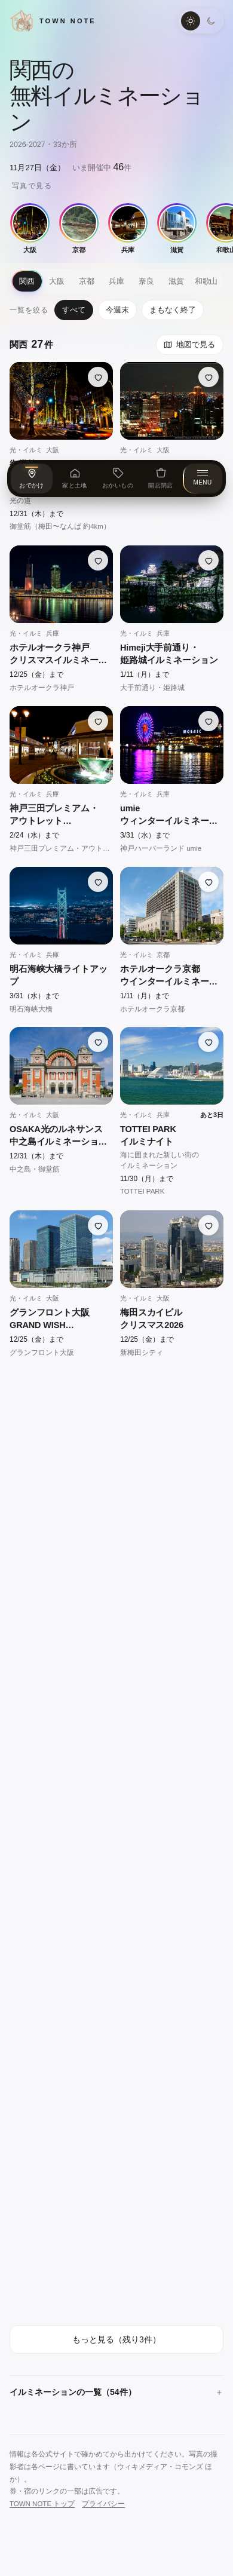 TOWN NOTE
関西の
無料イルミネーショ
ン
2026-2027・33か所
11月27日（金） いま開催中 46件
写真で見る
大阪 京都 兵庫 滋賀 和歌山
関西 大阪 京都 兵庫 奈良 滋賀 和歌山
一覧を絞る すべて 今週末 まもなく終了
関西 27件 地図で見る
光・イルミ 大阪
光・イルミ 大阪
おでかけ 家と土地 おかいもの 開店閉店 MENU
光の道
12/31（木）まで
御堂筋（梅田〜なんば 約4km）
光・イルミ 兵庫
ホテルオークラ神戸
クリスマスイルミネー…
12/25（金）まで
ホテルオークラ神戸
光・イルミ 兵庫
Himeji大手前通り・
姫路城イルミネーション
1/11（月）まで
大手前通り・姫路城
光・イルミ 兵庫
神戸三田プレミアム・
アウトレット…
2/24（水）まで
神戸三田プレミアム・アウト…
MOSAIC
光・イルミ 兵庫
umie
ウィンターイルミネー…
3/31（水）まで
神戸ハーバーランド umie
光・イルミ 兵庫
明石海峡大橋ライトアッ
プ
3/31（水）まで
明石海峡大橋
光・イルミ 京都
ホテルオークラ京都
ウインターイルミネー…
1/11（月）まで
ホテルオークラ京都
光・イルミ 大阪
OSAKA光のルネサンス
中之島イルミネーショ…
12/31（木）まで
中之島・御堂筋
光・イルミ 兵庫 あと3日
TOTTEI PARK
イルミナイト
海に囲まれた新しい街の
イルミネーション
11/30（月）まで
TOTTEI PARK
光・イルミ 大阪
グランフロント大阪
GRAND WISH…
12/25（金）まで
グランフロント大阪
光・イルミ 大阪
梅田スカイビル
クリスマス2026
12/25（金）まで
新梅田シティ
もっと見る（残り3件）
イルミネーションの一覧（54件） +
情報は各公式サイトで確かめてから出かけてください。写真の撮
影者は各ページに書いています（ウィキメディア・コモンズ ほ
か）。
券・宿のリンクの一部は広告です。
TOWN NOTE トップ プライバシー